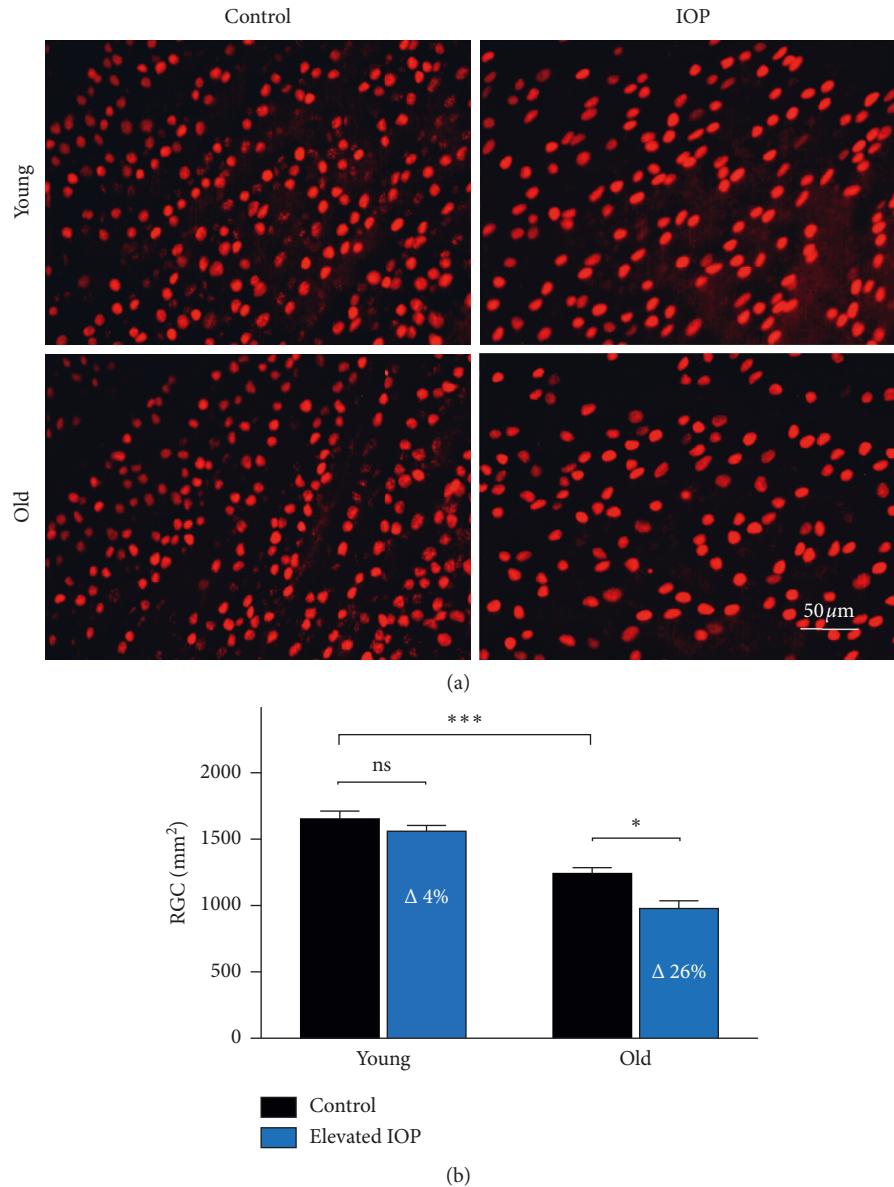 Control
IOP
Young
Old
50 µm
(a)
RGC (mm²)
2000
1500
1000
500
0
***
ns
*
Δ 4%
Δ 26%
Young
Old
Control
Elevated IOP
(b)